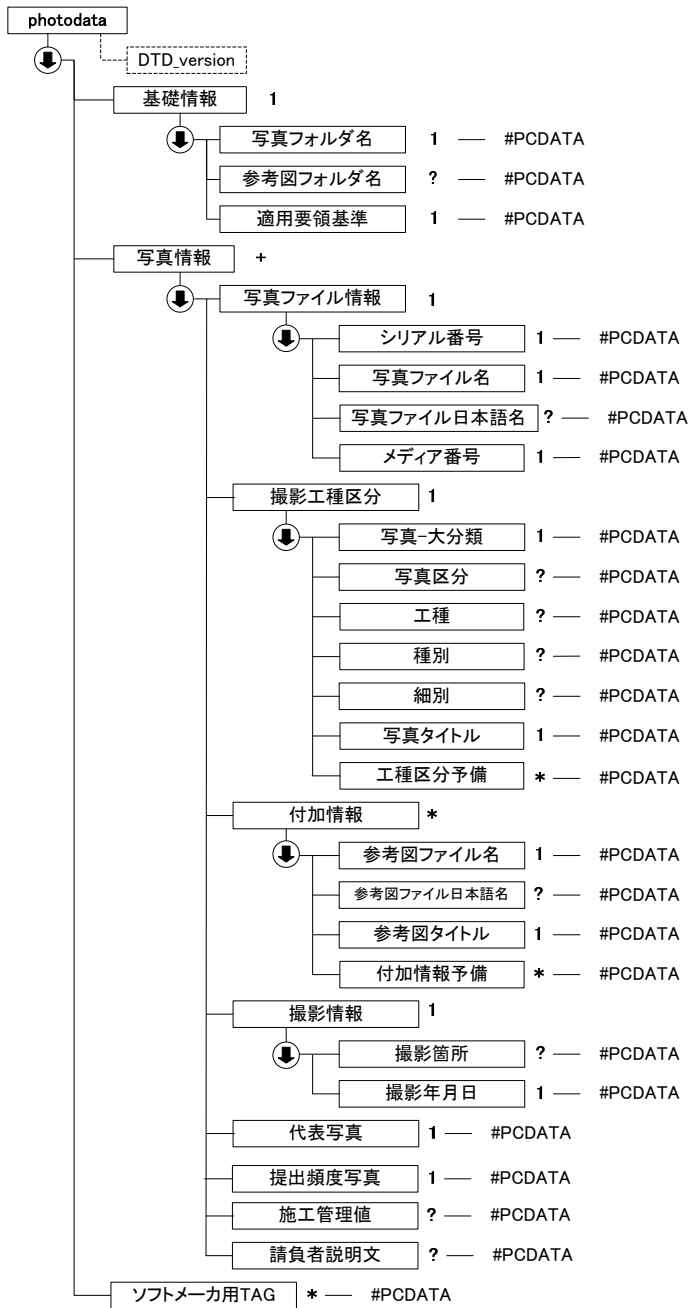 photodata
DTD_version
基礎情報 1
写真フォルダ名 1 — #PCDATA
参考図フォルダ名 ? — #PCDATA
適用要領基準 1 — #PCDATA
写真情報 +
写真ファイル情報 1
シリアル番号 1 — #PCDATA
写真ファイル名 1 — #PCDATA
写真ファイル日本語名 ? — #PCDATA
メディア番号 1 — #PCDATA
撮影工種区分 1
写真-大分類 1 — #PCDATA
写真区分 ? — #PCDATA
工種 ? — #PCDATA
種別 ? — #PCDATA
細別 ? — #PCDATA
写真タイトル 1 — #PCDATA
工種区分予備 * — #PCDATA
付加情報 *
参考図ファイル名 1 — #PCDATA
参考図ファイル日本語名 ? — #PCDATA
参考図タイトル 1 — #PCDATA
付加情報予備 * — #PCDATA
撮影情報 1
撮影箇所 ? — #PCDATA
撮影年月日 1 — #PCDATA
代表写真 1 — #PCDATA
提出頻度写真 1 — #PCDATA
施工管理値 ? — #PCDATA
請負者説明文 ? — #PCDATA
ソフトメーカ用TAG * — #PCDATA